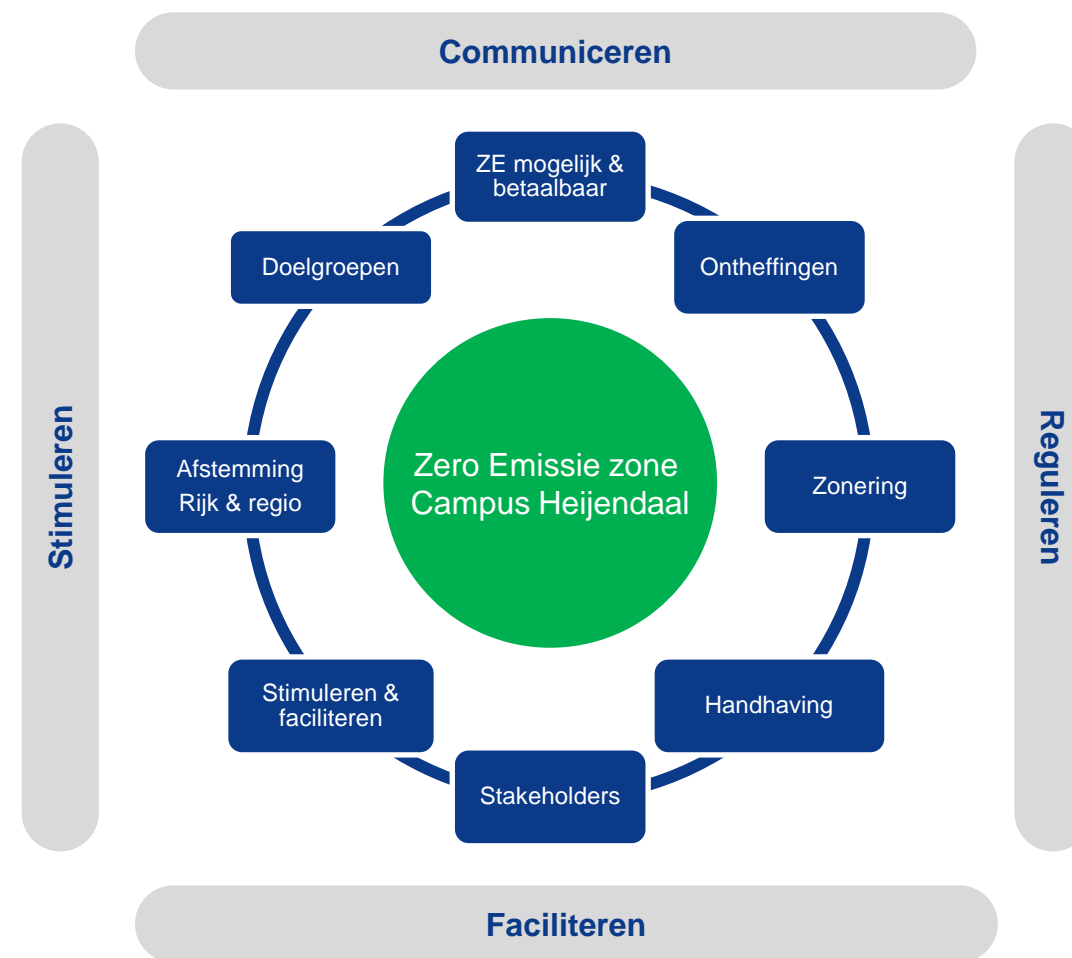 Communiceren
ZE mogelijk &
betaalbaar
Doelgroepen
Ontheffingen
Stimuleren
Afstemming
Rijk & regio
Zero Emissie zone
Campus Heijendaal
Zonering
Reguleren
Stimuleren &
faciliteren
Handhaving
Stakeholders
Faciliteren